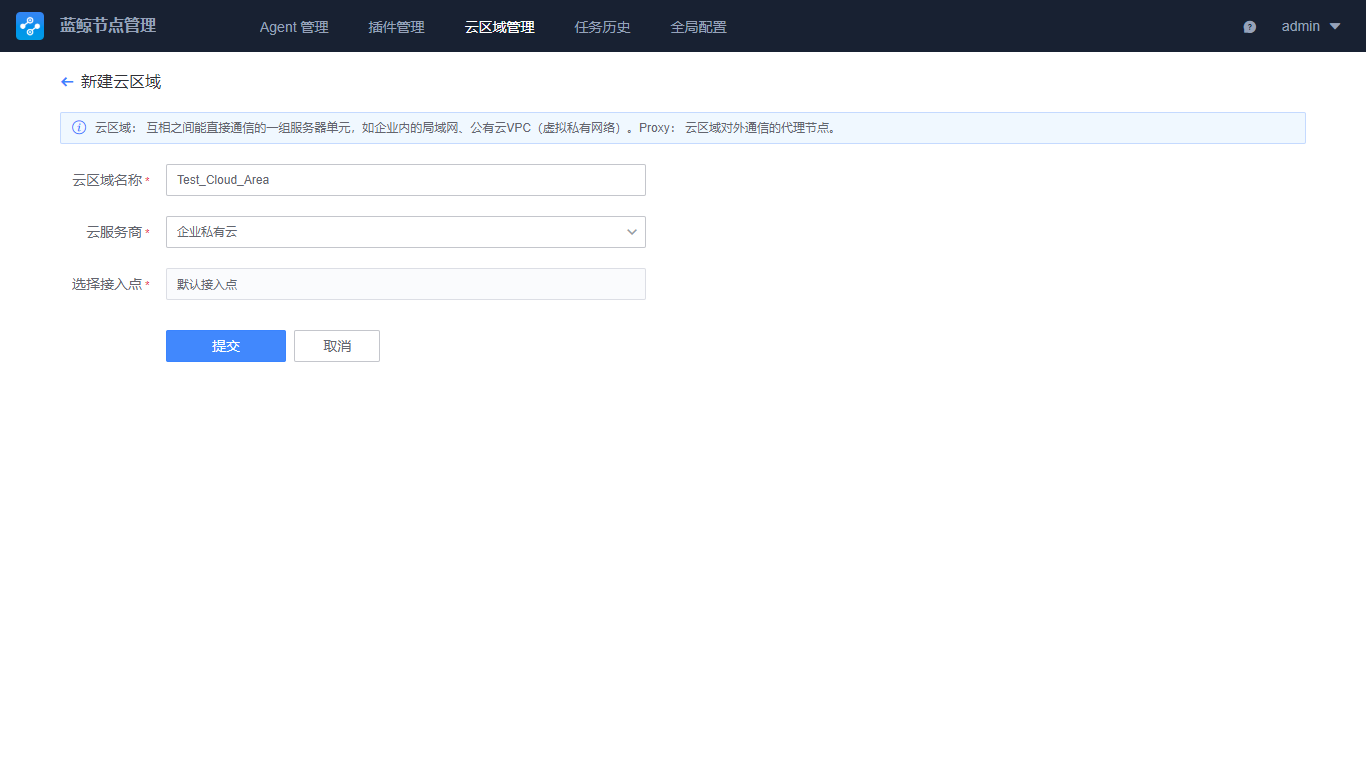 蓝鲸节点管理 Agent 管理 插件管理 云区域管理 任务历史 全局配置 ? admin
新建云区域
云区域： 互相之间能直接通信的一组服务器单元，如企业内的局域网、公有云VPC（虚拟私有网络）。Proxy： 云区域对外通信的代理节点。
云区域名称 * Test_Cloud_Area
云服务商 * 企业私有云
选择接入点 * 默认接入点
提交 取消